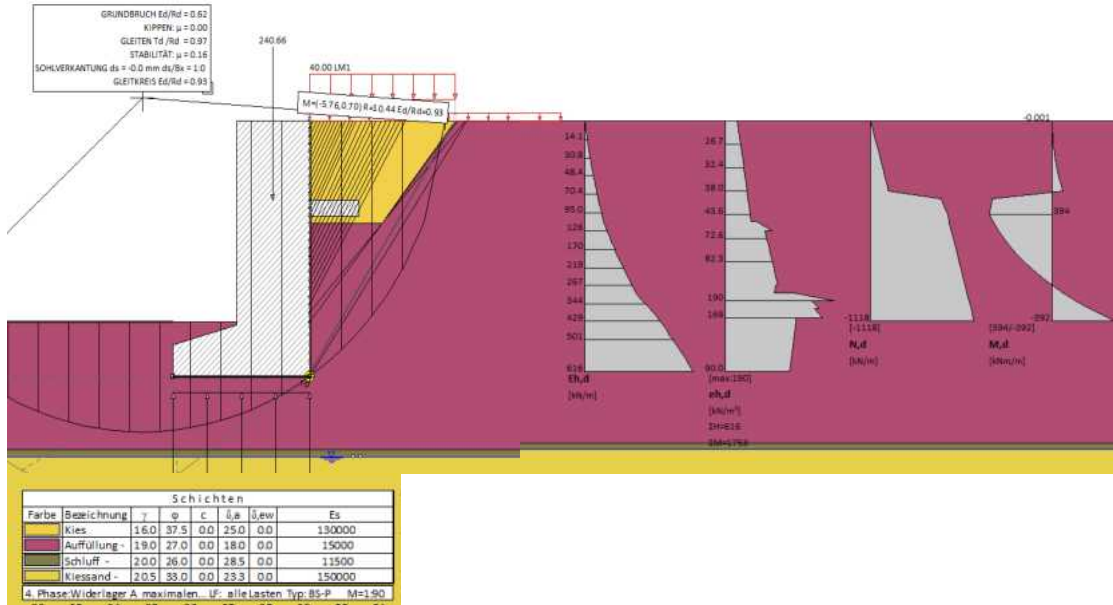 GRUNDBRUCH Ed/Rd = 0.62
KIPPEN: μ = 0.00
GLEITEN Td /Rd = 0.97
STABILITÄT: μ = 0.16
SOHLVERKANTUNG ds = -0.0 mm ds/Bx = 1:0
GLEITKREIS Ed/Rd = 0.93
240.66
40.00 LM1
M=(-5.76,0.70) R=10.44 Ed/Rd=0.93
14.1
30.8
48.4
70.4
95.0
126
170
219
267
344
429
501
616
Eh,d
[kN/m]
26.7
32.4
38.0
43.6
72.6
82.3
190
169
90.0
[max:190]
eh,d
[kN/m²]
ΣH=616
ΣM=1759
-1118
[-1118]
N,d
[kN/m]
-0.001
394
-392
[394/-392]
M,d
[kNm/m]
Schichten
Farbe Bezeichnung γ φ c δ,a δ,ew Es
Kies 16.0 37.5 0.0 25.0 0.0 130000
Auffüllung - 19.0 27.0 0.0 18.0 0.0 15000
Schluff - 20.0 26.0 0.0 28.5 0.0 11500
Kiessand - 20.5 33.0 0.0 23.3 0.0 150000
4. Phase:Widerlager A maximalen... LF: alle Lasten Typ: BS-P M=1:90